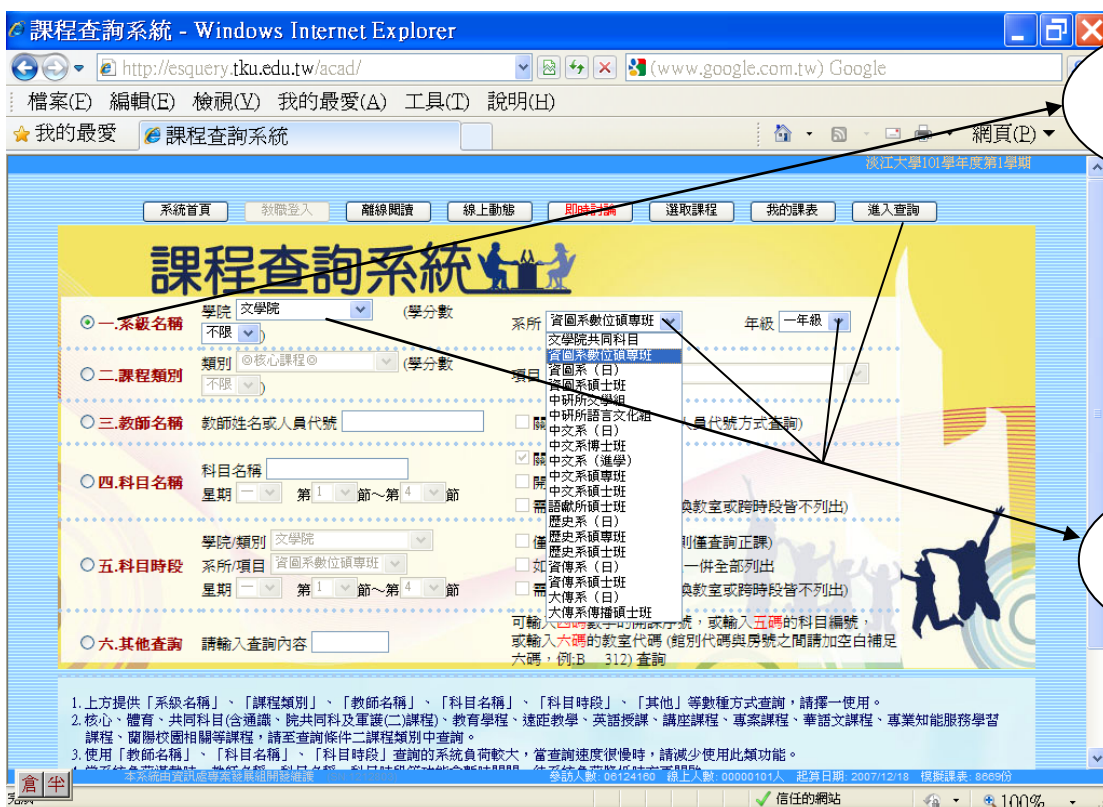 課程查詢系統 - Windows Internet Explorer
http://esquery.tku.edu.tw/acad/
(www.google.com.tw) Google
檔案(F) 編輯(E) 檢視(V) 我的最愛(A) 工具(T) 說明(H)
我的最愛 課程查詢系統 網頁(P)
淡江大學101學年度第1學期
系統首頁 教職登入 離線閱讀 線上動態 即時討論 選取課程 我的課表 進入查詢
課程查詢系統
一.系級名稱 學院 文學院 (學分數 不限 ) 系所 資圖系數位碩專班 年級 一年級
文學院共同科目
資圖系數位碩專班
資圖系（日）
資圖系碩士班
中研所文學組
中研所語言文化組
中文系（日）
中文系博士班
中文系（進學）
中文系碩專班
中文系碩士班
語獻所碩士班
歷史系（日）
歷史系碩專班
歷史系碩士班
資傳系（日）
資傳系碩士班
大傳系（日）
大傳系傳播碩士班
二.課程類別 類別 ◎核心課程◎ (學分數 不限 ) 項目
三.教師名稱 教師姓名或人員代號 關 人員代號方式查詢)
四.科目名稱 科目名稱 關
星期 一 第 1 節～第 4 節 開
需 換教室或跨時段皆不列出)
五.科目時段 學院/類別 文學院 僅 則僅查詢正課)
系所/項目 資圖系數位碩專班 如 一併全部列出
星期 一 第 1 節～第 4 節 需 換教室或跨時段皆不列出)
六.其他查詢 請輸入查詢內容
可輸入四碼數字的開課序號，或輸入五碼的科目編號，
或輸入六碼的教室代碼 (館別代碼與房號之間請加空白補足
六碼，例:B 312) 查詢
1.上方提供「系級名稱」、「課程類別」、「教師名稱」、「科目名稱」、「科目時段」、「其他」等數種方式查詢，請擇一使用。
2.核心、體育、共同科目(含通識、院共同科及軍護(二)課程)、教育學程、遠距教學、英語授課、講座課程、專案課程、華語文課程、專業知能服務學習
課程、蘭陽校園相關等課程，請至查詢條件二課程類別中查詢。
3.使用「教師名稱」、「科目名稱」、「科目時段」查詢的系統負荷較大，當查詢速度很慢時，請減少使用此類功能。
本系統由資訊處專案發展組開發維護 參訪人數: 06124160 線上人數: 00000101人 起算日期: 2007/12/18 模擬課表: 8669份
倉 半
信任的網站 100%